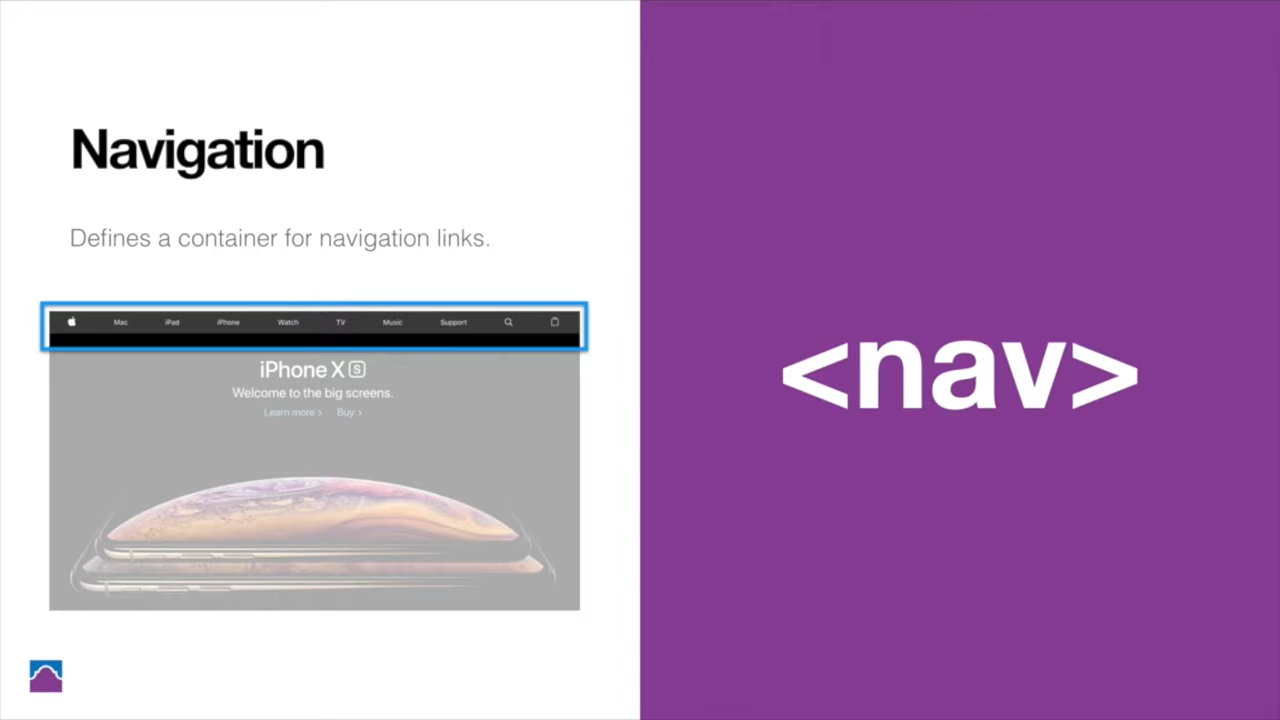 Navigation
Defines a container for navigation links.
Mac iPad iPhone Watch TV Music Support
iPhone X S
Welcome to the big screens.
Learn more › Buy ›
<nav>